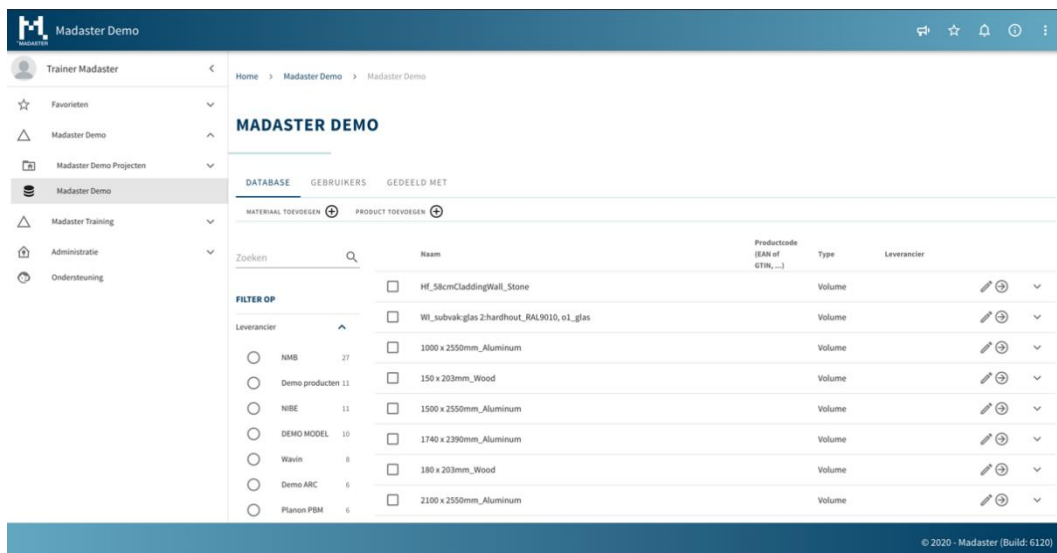 MADASTER
Madaster Demo
Trainer Madaster
Favorieten
Madaster Demo
Madaster Demo Projecten
Madaster Demo
Madaster Training
Administratie
Ondersteuning
Home > Madaster Demo > Madaster Demo
MADASTER DEMO
DATABASE GEBRUIKERS GEDEELD MET
MATERIAAL TOEVOEGEN PRODUCT TOEVOEGEN
Zoeken
FILTER OP
Leverancier
NMB 27
Demo producten 11
NIBE 11
DEMO MODEL 10
Wavin 8
Demo ARC 6
Planon PBM 6
Naam Productcode (EAN of GTIN, ...) Type Leverancier
Hf_58cmCladdingWall_Stone Volume
WI_subvak:glas 2:hardhout_RAL9010, o1_glas Volume
1000 x 2550mm_Aluminum Volume
150 x 203mm_Wood Volume
1500 x 2550mm_Aluminum Volume
1740 x 2390mm_Aluminum Volume
180 x 203mm_Wood Volume
2100 x 2550mm_Aluminum Volume
© 2020 - Madaster (Build: 6120)